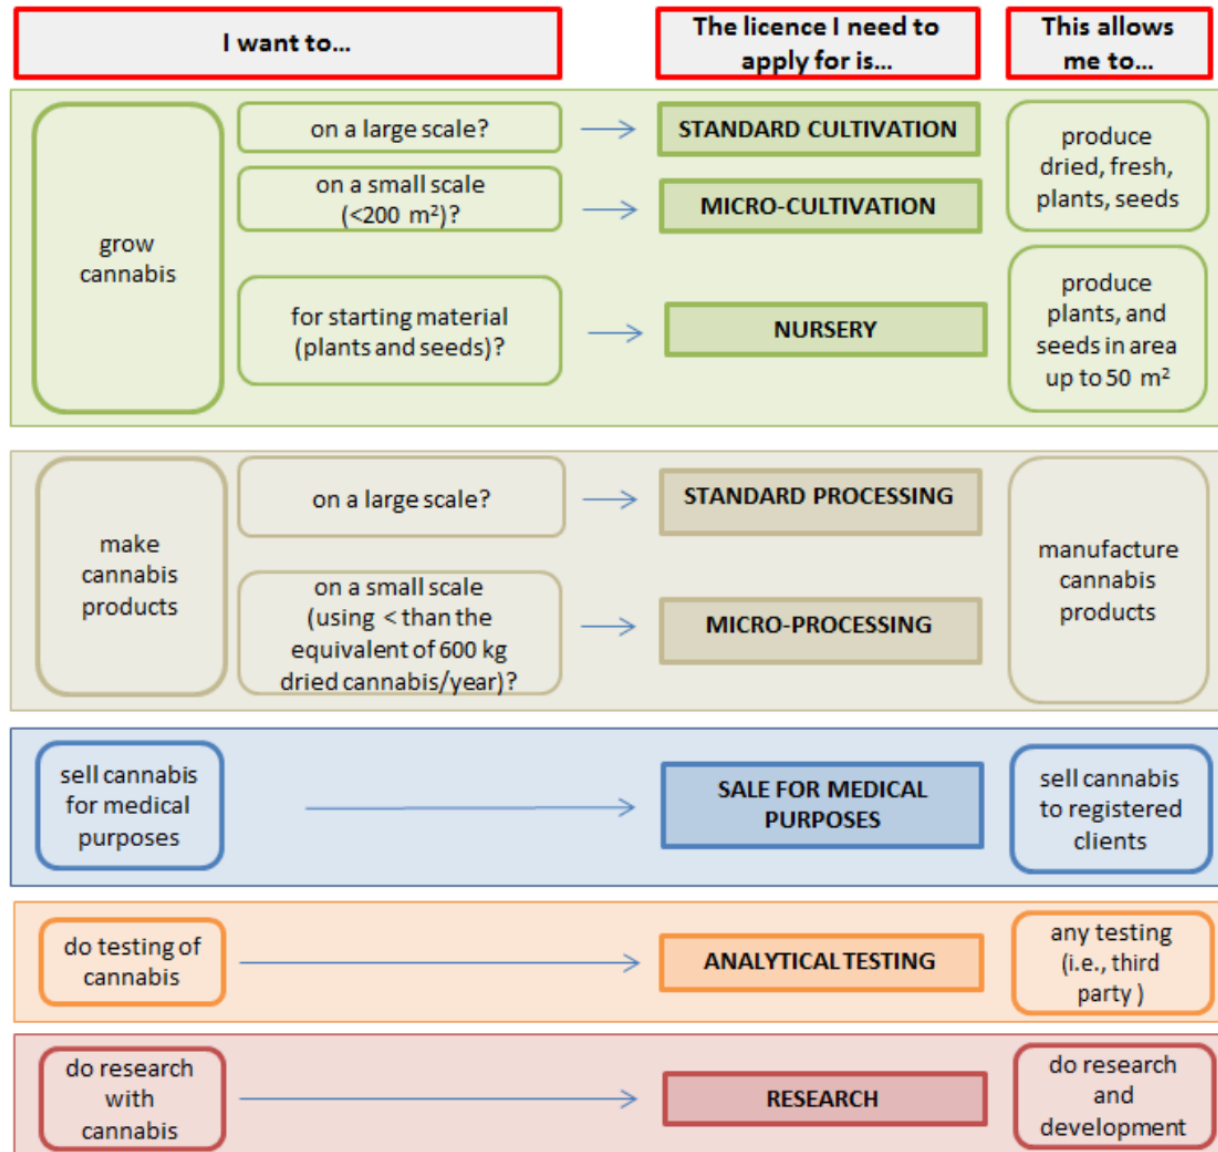 I want to…
The licence I need to
apply for is…
This allows
me to…
grow
cannabis
on a large scale?
STANDARD CULTIVATION
on a small scale
(<200 m²)?
MICRO-CULTIVATION
produce
dried, fresh,
plants, seeds
for starting material
(plants and seeds)?
NURSERY
produce
plants, and
seeds in area
up to 50 m²
make
cannabis
products
on a large scale?
STANDARD PROCESSING
on a small scale
(using < than the
equivalent of 600 kg
dried cannabis/year)?
MICRO-PROCESSING
manufacture
cannabis
products
sell cannabis
for medical
purposes
SALE FOR MEDICAL
PURPOSES
sell cannabis
to registered
clients
do testing of
cannabis
ANALYTICAL TESTING
any testing
(i.e., third
party )
do research
with
cannabis
RESEARCH
do research
and
development